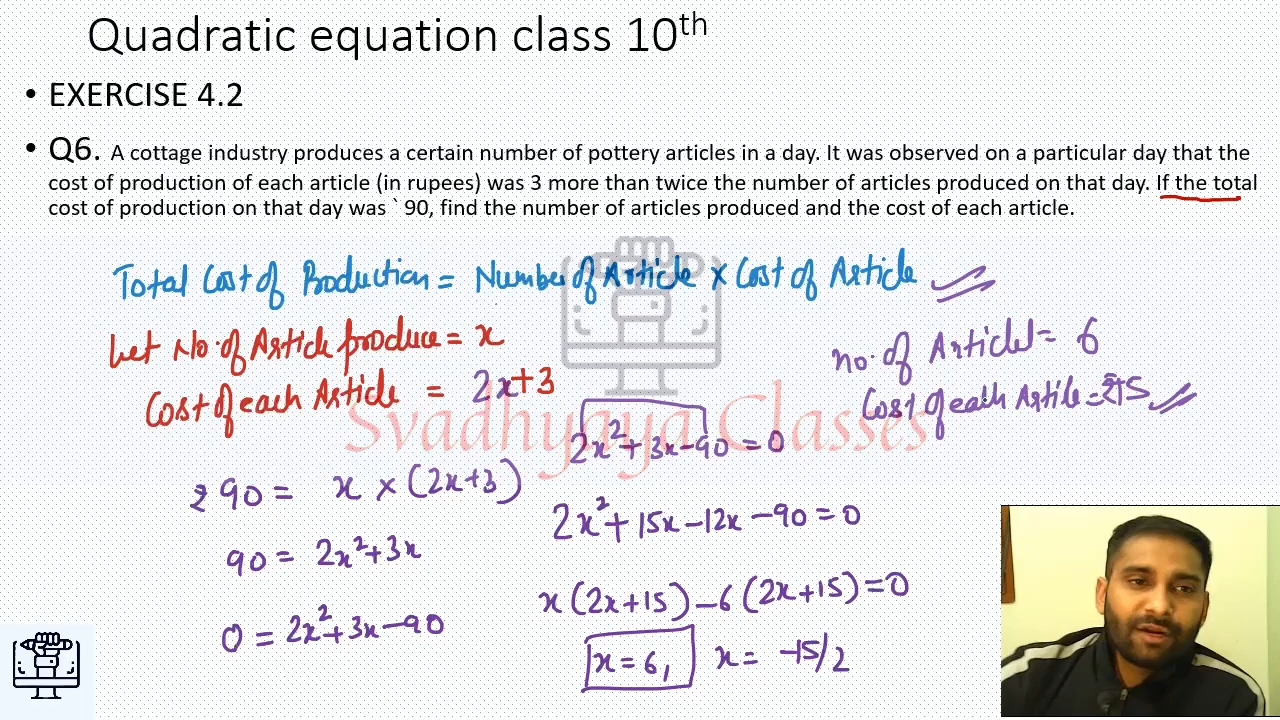 Quadratic equation class 10th
• EXERCISE 4.2
• Q6. A cottage industry produces a certain number of pottery articles in a day. It was observed on a particular day that the
cost of production of each article (in rupees) was 3 more than twice the number of articles produced on that day. If the total
cost of production on that day was ` 90, find the number of articles produced and the cost of each article.
Total Cost of Production = Number of Article × Cost of Article
Let No. of Article produce = x
Cost of each Article = 2x+3
₹ 90 = x × (2x+3)
90 = 2x²+3x
0 = 2x²+3x-90
Svadhyaya Classes
2x²+3x-90=0
2x²+15x-12x-90=0
x(2x+15)-6(2x+15)=0
x=6, x= -15/2
no. of Article = 6
Cost of each Article = ₹15